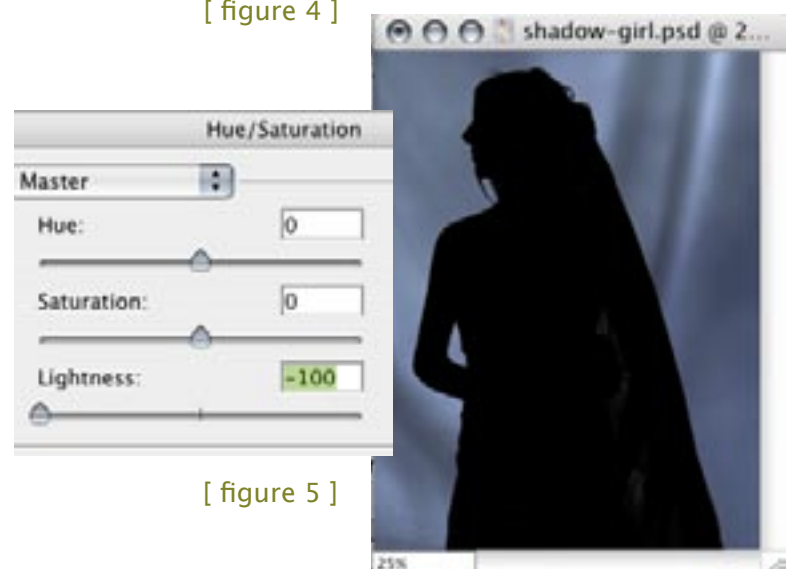 [ figure 4 ]
shadow-girl.psd @ 2...
Hue/Saturation
Master
Hue: 0
Saturation: 0
Lightness: -100
[ figure 5 ]
25%